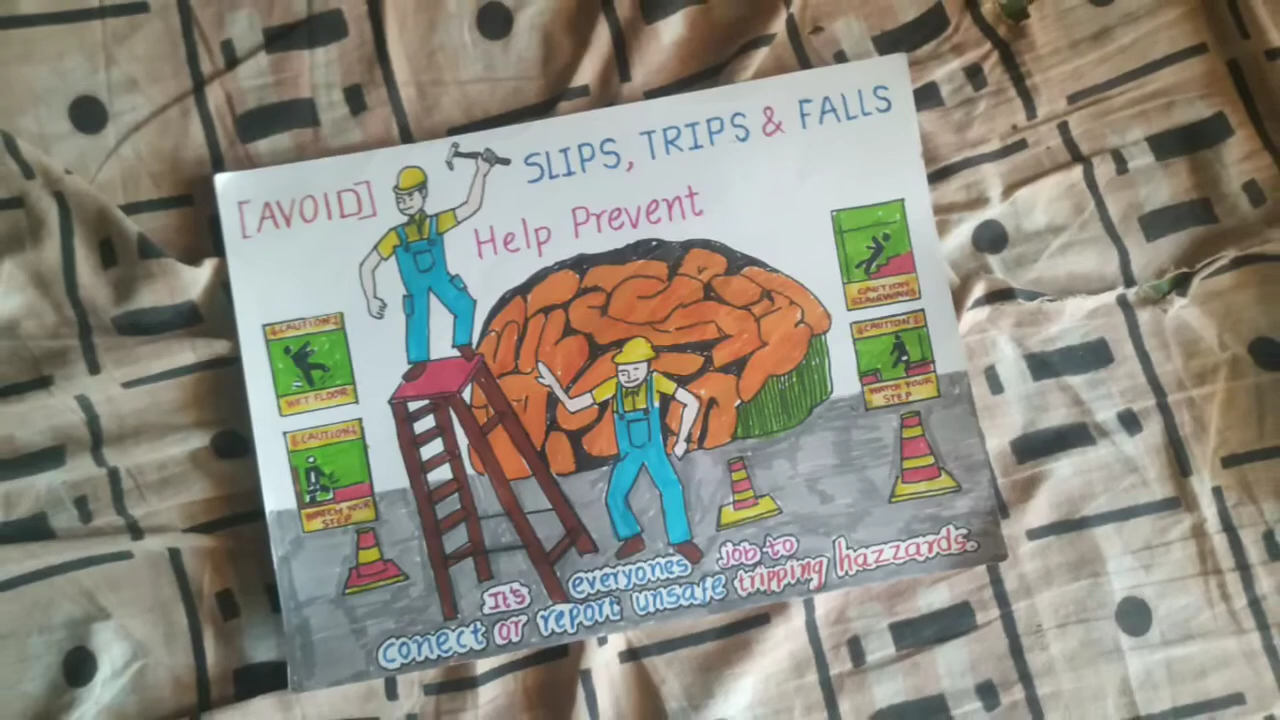 [AVOID] SLIPS, TRIPS & FALLS
Help Prevent
CAUTION
STAIRWAYS
¡CAUTION!
WET FLOOR
¡CAUTION!
WATCH YOUR
STEP
¡CAUTION!
WATCH YOUR
STEP
It's everyones job to
conect or report unsafe tripping hazzards.